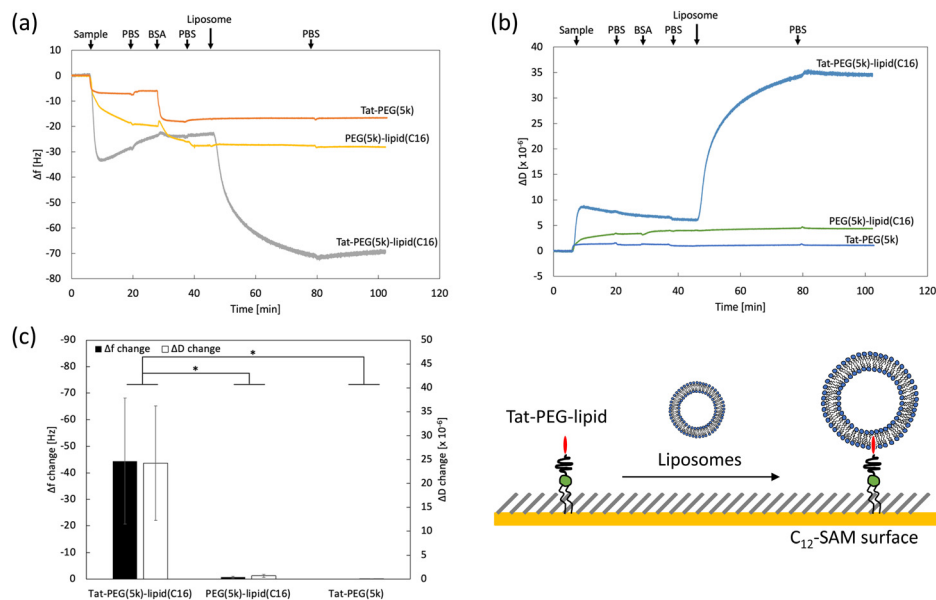 (a)
Liposome
Sample PBS BSA PBS PBS
10
0
-10
-20
-30
-40
-50
-60
-70
-80
Δf [Hz]
Tat-PEG(5k)
PEG(5k)-lipid(C16)
Tat-PEG(5k)-lipid(C16)
0 20 40 60 80 100 120
Time [min]
(b)
Liposome
Sample PBS BSA PBS PBS
40
35
30
25
20
15
10
5
0
-5
ΔD [x 10-6]
Tat-PEG(5k)-lipid(C16)
PEG(5k)-lipid(C16)
Tat-PEG(5k)
0 20 40 60 80 100 120
Time [min]
(c)
Δf change ΔD change
*
*
-90
-80
-70
-60
-50
-40
-30
-20
-10
0
Δf change [Hz]
50
45
40
35
30
25
20
15
10
5
0
ΔD change [x 10-6]
Tat-PEG(5k)-lipid(C16) PEG(5k)-lipid(C16) Tat-PEG(5k)
Tat-PEG-lipid
Liposomes
C12-SAM surface